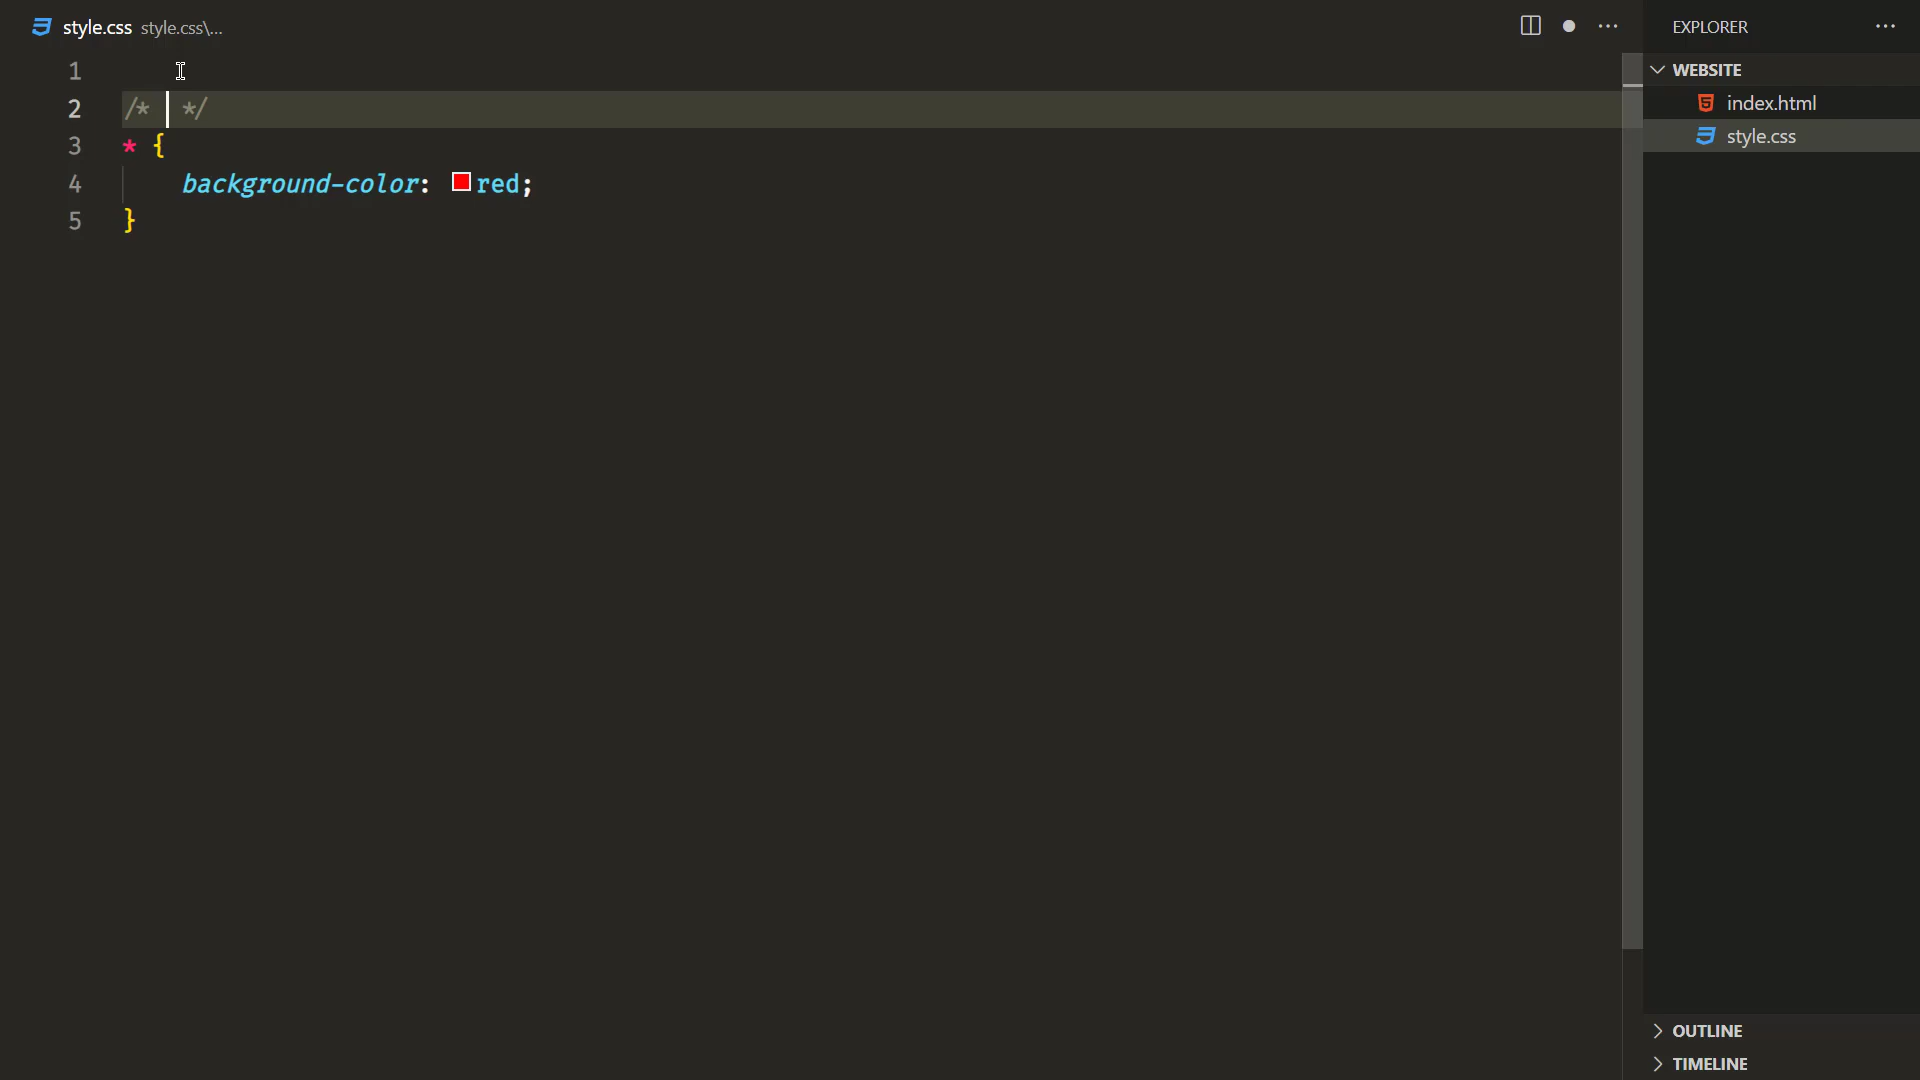 style.css style.css\...
EXPLORER
WEBSITE
index.html
style.css
1
2 /* */
3 * {
4 background-color: red;
5 }
OUTLINE
TIMELINE